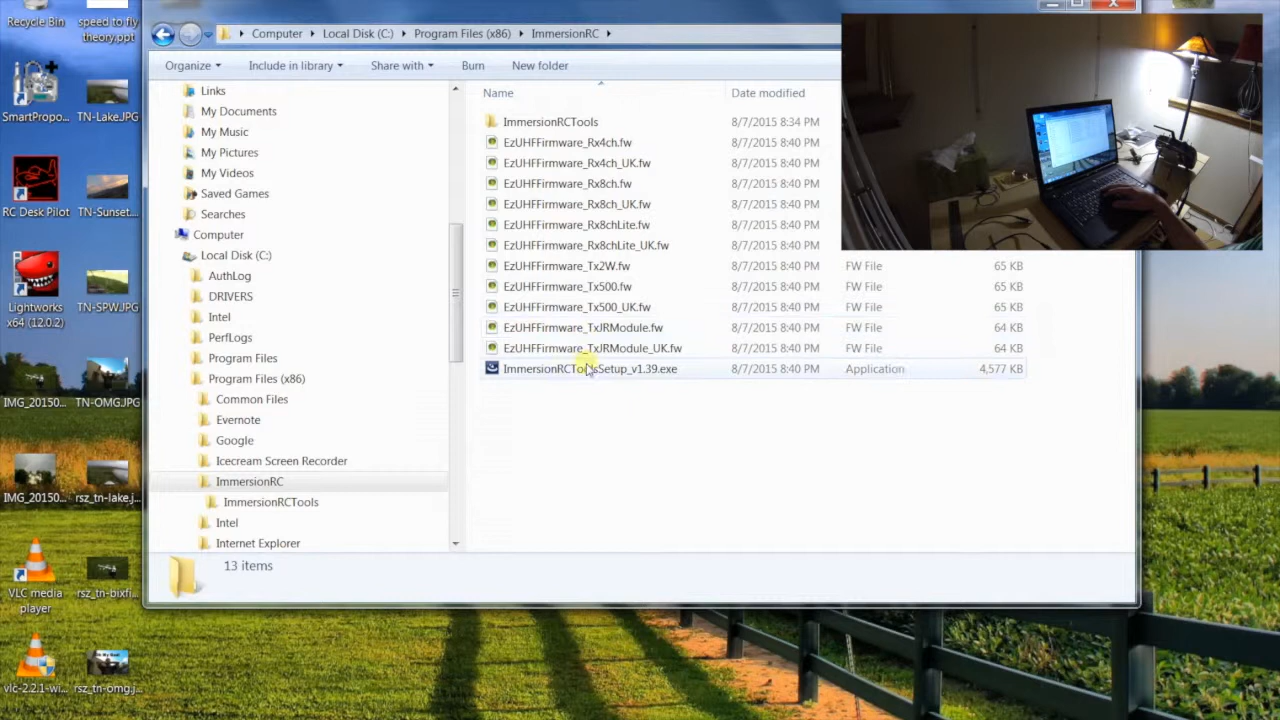 Recycle Bin
speed to fly
theory.ppt
SmartPropo...
TN-Lake.JPG
RC Desk Pilot
TN-Sunset...
Lightworks
x64 (12.0.2)
TN-SPW.JPG
IMG_20150...
TN-OMG.JPG
IMG_20150...
rsz_tn-lake.j...
VLC media
player
rsz_tn-bixfi...
vlc-2.2.1-wi...
rsz_tn-omg.j...
Computer
Local Disk (C:)
Program Files (x86)
ImmersionRC
Organize
Include in library
Share with
Burn
New folder
Links
My Documents
My Music
My Pictures
My Videos
Saved Games
Searches
Computer
Local Disk (C:)
AuthLog
DRIVERS
Intel
PerfLogs
Program Files
Program Files (x86)
Common Files
Evernote
Google
Icecream Screen Recorder
ImmersionRC
ImmersionRCTools
Intel
Internet Explorer
Name Date modified
ImmersionRCTools 8/7/2015 8:34 PM
EzUHFFirmware_Rx4ch.fw 8/7/2015 8:40 PM
EzUHFFirmware_Rx4ch_UK.fw 8/7/2015 8:40 PM
EzUHFFirmware_Rx8ch.fw 8/7/2015 8:40 PM
EzUHFFirmware_Rx8ch_UK.fw 8/7/2015 8:40 PM
EzUHFFirmware_Rx8chLite.fw 8/7/2015 8:40 PM
EzUHFFirmware_Rx8chLite_UK.fw 8/7/2015 8:40 PM
EzUHFFirmware_Tx2W.fw 8/7/2015 8:40 PM FW File 65 KB
EzUHFFirmware_Tx500.fw 8/7/2015 8:40 PM FW File 65 KB
EzUHFFirmware_Tx500_UK.fw 8/7/2015 8:40 PM FW File 65 KB
EzUHFFirmware_TxJRModule.fw 8/7/2015 8:40 PM FW File 64 KB
EzUHFFirmware_TxJRModule_UK.fw 8/7/2015 8:40 PM FW File 64 KB
ImmersionRCToolsSetup_v1.39.exe 8/7/2015 8:40 PM Application 4,577 KB
13 items